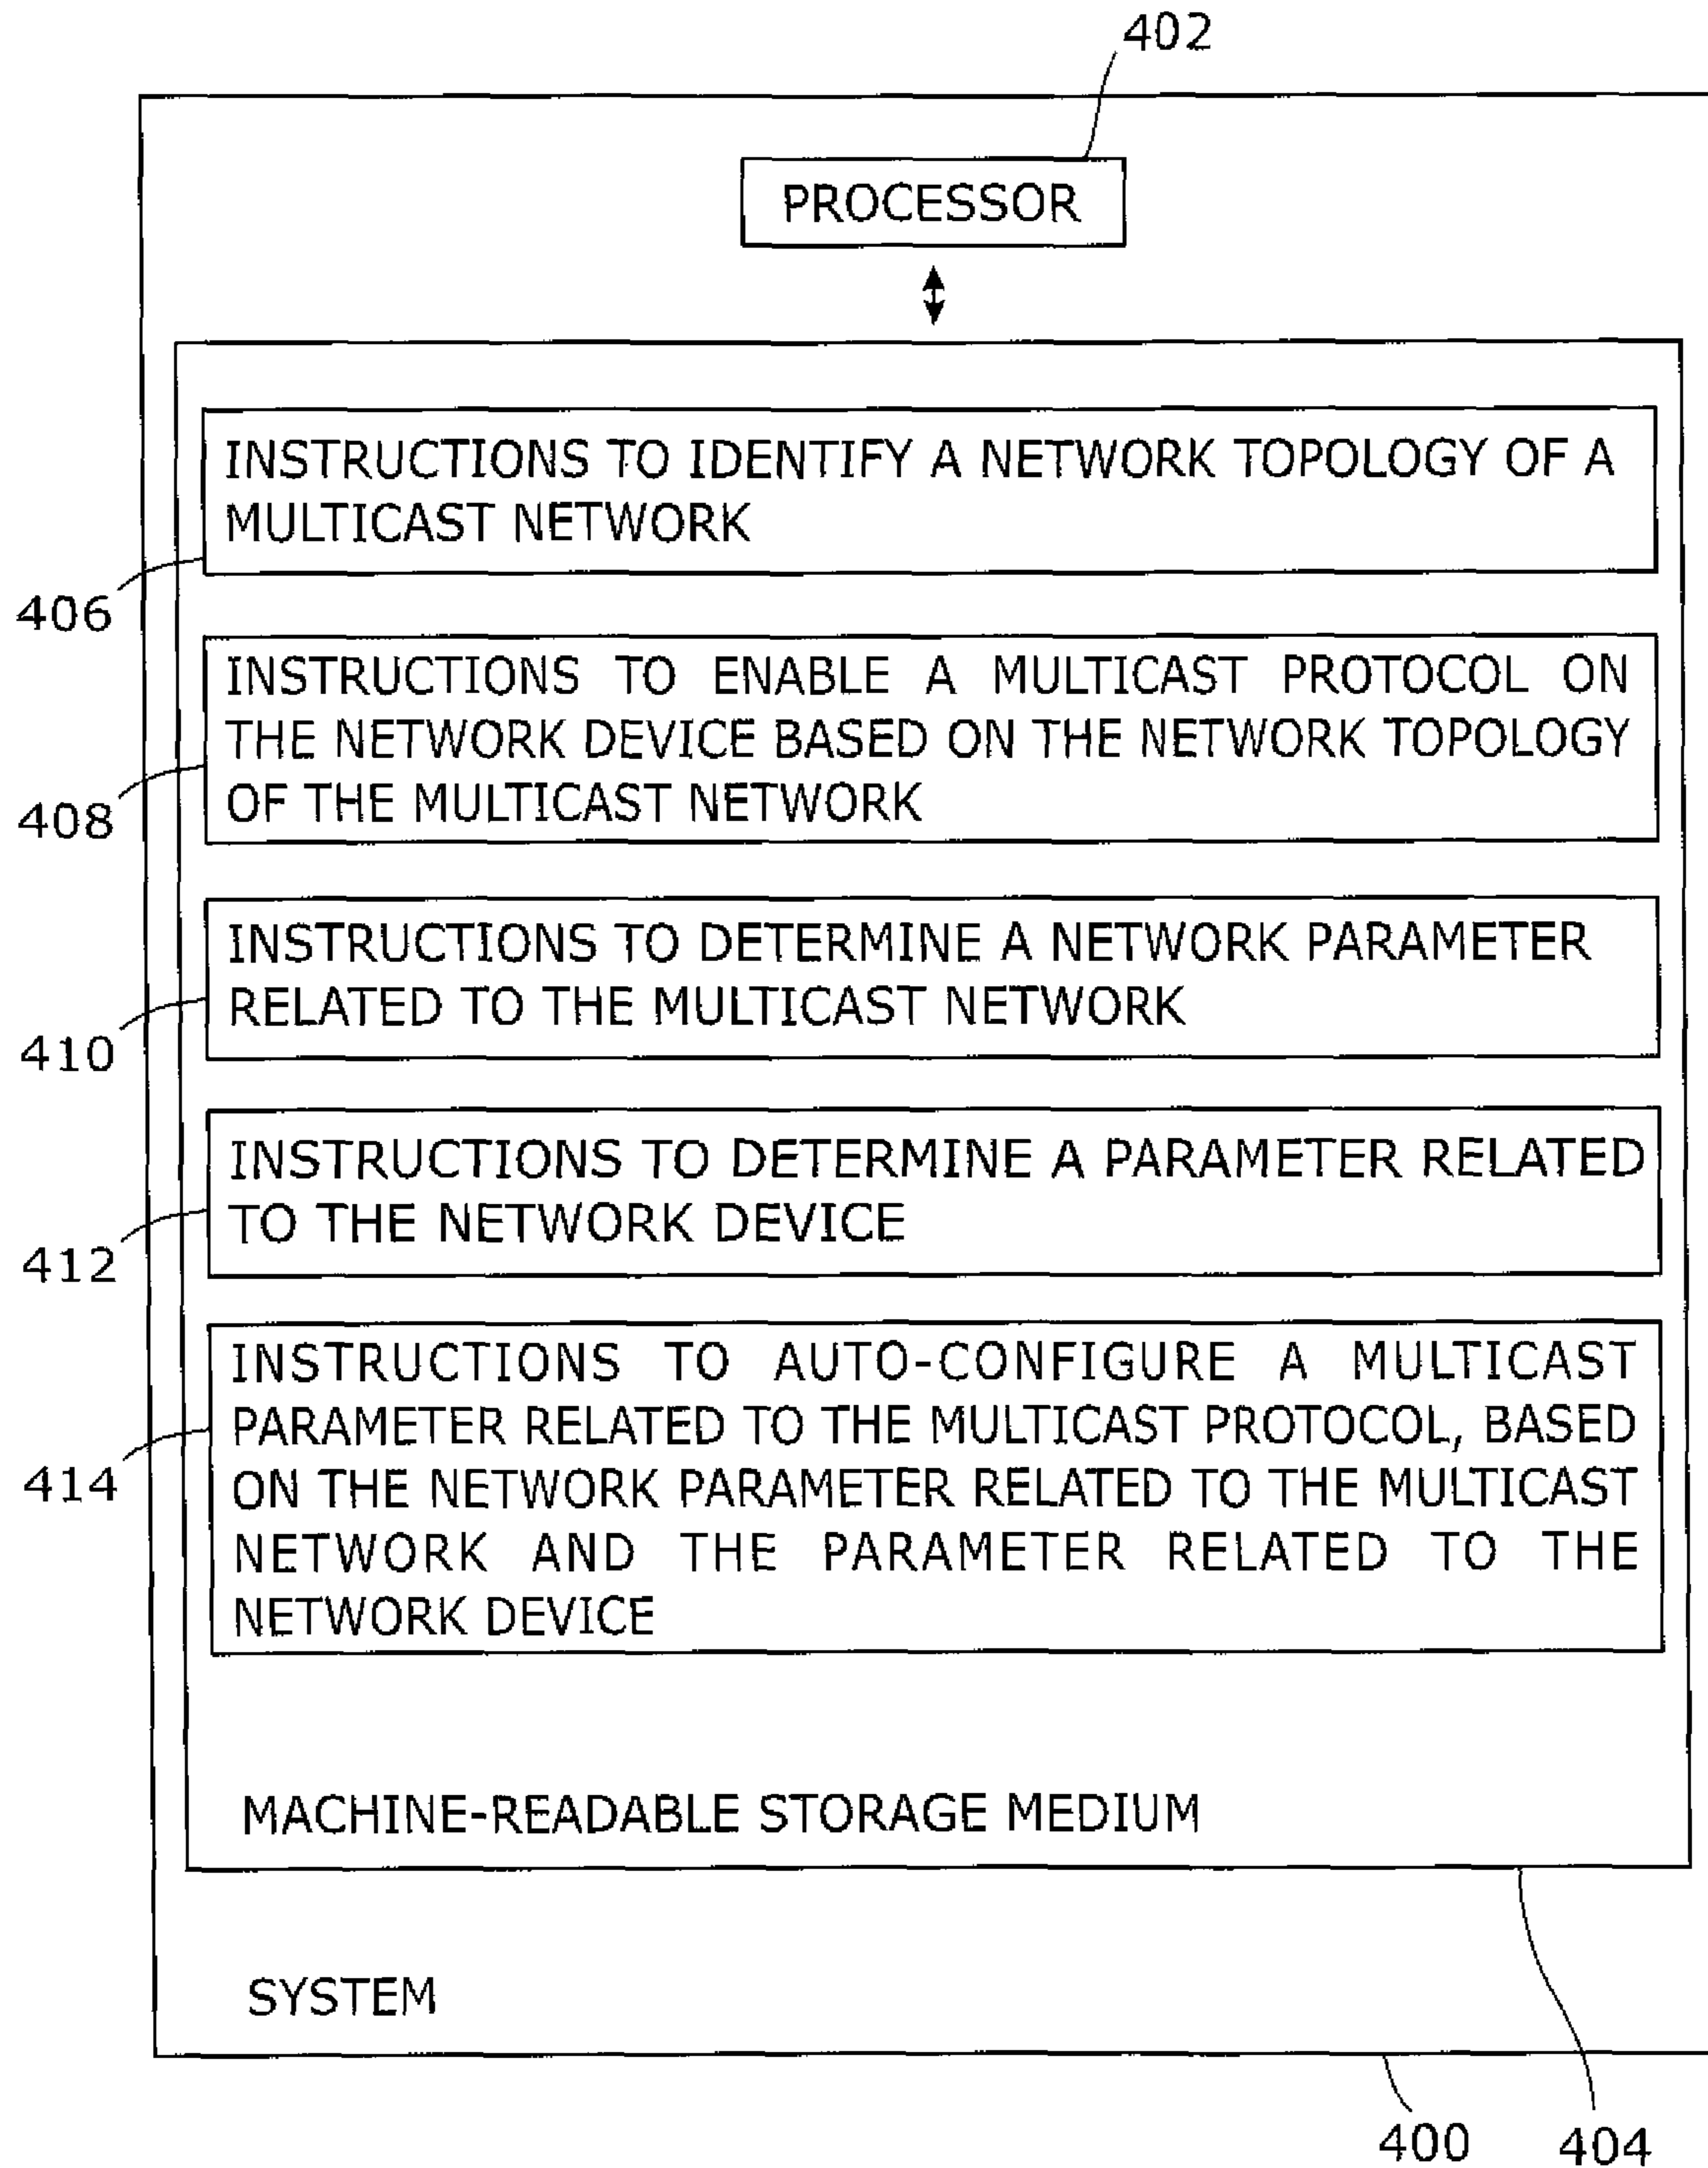 402
PROCESSOR
INSTRUCTIONS TO IDENTIFY A NETWORK TOPOLOGY OF A
MULTICAST NETWORK
406
INSTRUCTIONS TO ENABLE A MULTICAST PROTOCOL ON
THE NETWORK DEVICE BASED ON THE NETWORK TOPOLOGY
OF THE MULTICAST NETWORK
408
INSTRUCTIONS TO DETERMINE A NETWORK PARAMETER
RELATED TO THE MULTICAST NETWORK
410
INSTRUCTIONS TO DETERMINE A PARAMETER RELATED
TO THE NETWORK DEVICE
412
INSTRUCTIONS TO AUTO-CONFIGURE A MULTICAST
PARAMETER RELATED TO THE MULTICAST PROTOCOL, BASED
ON THE NETWORK PARAMETER RELATED TO THE MULTICAST
NETWORK AND THE PARAMETER RELATED TO THE
NETWORK DEVICE
414
MACHINE-READABLE STORAGE MEDIUM
SYSTEM
400
404